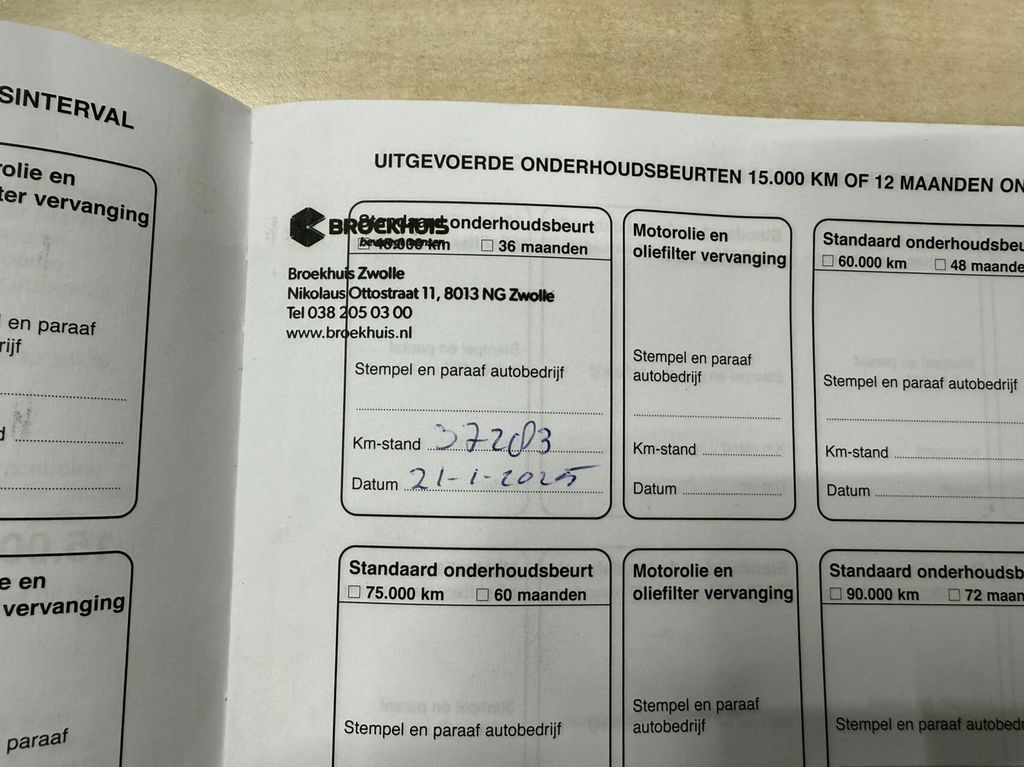 SINTERVAL
olie en
ter vervanging
en paraaf
rijf
e en
vervanging
paraaf
UITGEVOERDE ONDERHOUDSBEURTEN 15.000 KM OF 12 MAANDEN ON
BROEKHUIS
Standaard onderhoudsbeurt
45.000 km 36 maanden
Broekhuis Zwolle
Nikolaus Ottostraat 11, 8013 NG Zwolle
Tel 038 205 03 00
www.broekhuis.nl
Stempel en paraaf autobedrijf
Km-stand 37283
Datum 21-1-2025
Motorolie en
oliefilter vervanging
Stempel en paraaf
autobedrijf
Km-stand
Datum
Standaard onderhoudsbeu
60.000 km 48 maande
Stempel en paraaf autobedrijf
Km-stand
Datum
Standaard onderhoudsbeurt
75.000 km 60 maanden
Stempel en paraaf autobedrijf
Motorolie en
oliefilter vervanging
Stempel en paraaf
autobedrijf
Standaard onderhoudsb
90.000 km 72 maan
Stempel en paraaf autobed